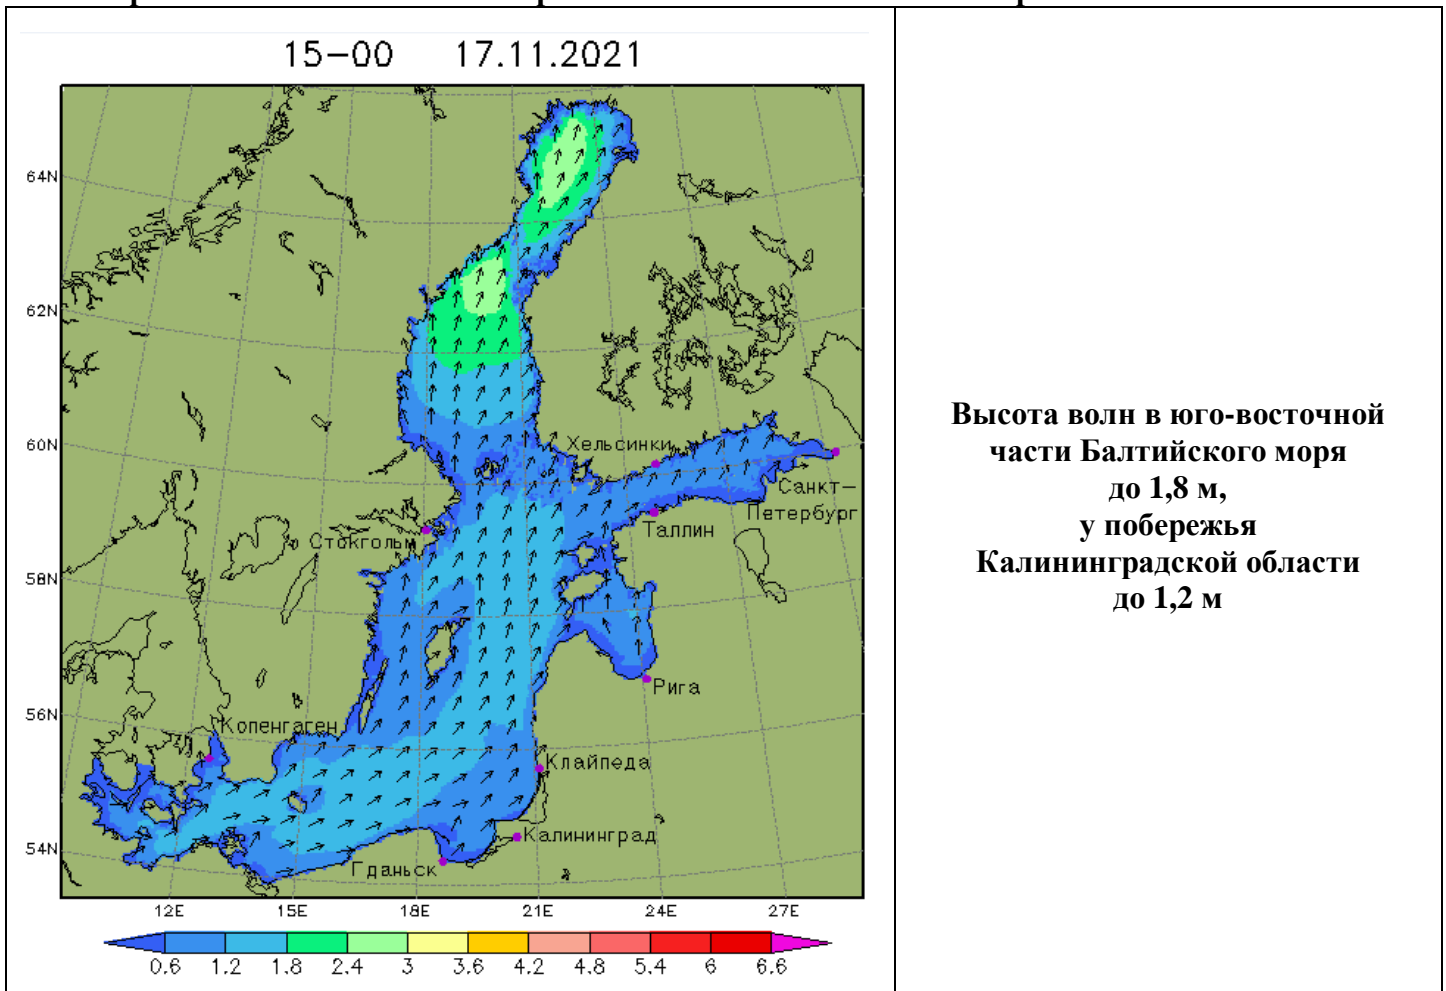 15-00 17.11.2021
64N
62N
60N
58N
56N
54N
Хельсинки
Санкт-
Петербург
Таллин
Стокгольм
Рига
Копенгаген
Клайпеда
Калининград
Гданьск
12E 15E 18E 21E 24E 27E
0.6 1.2 1.8 2.4 3 3.6 4.2 4.8 5.4 6 6.6
Высота волн в юго-восточной
части Балтийского моря
до 1,8 м,
у побережья
Калининградской области
до 1,2 м